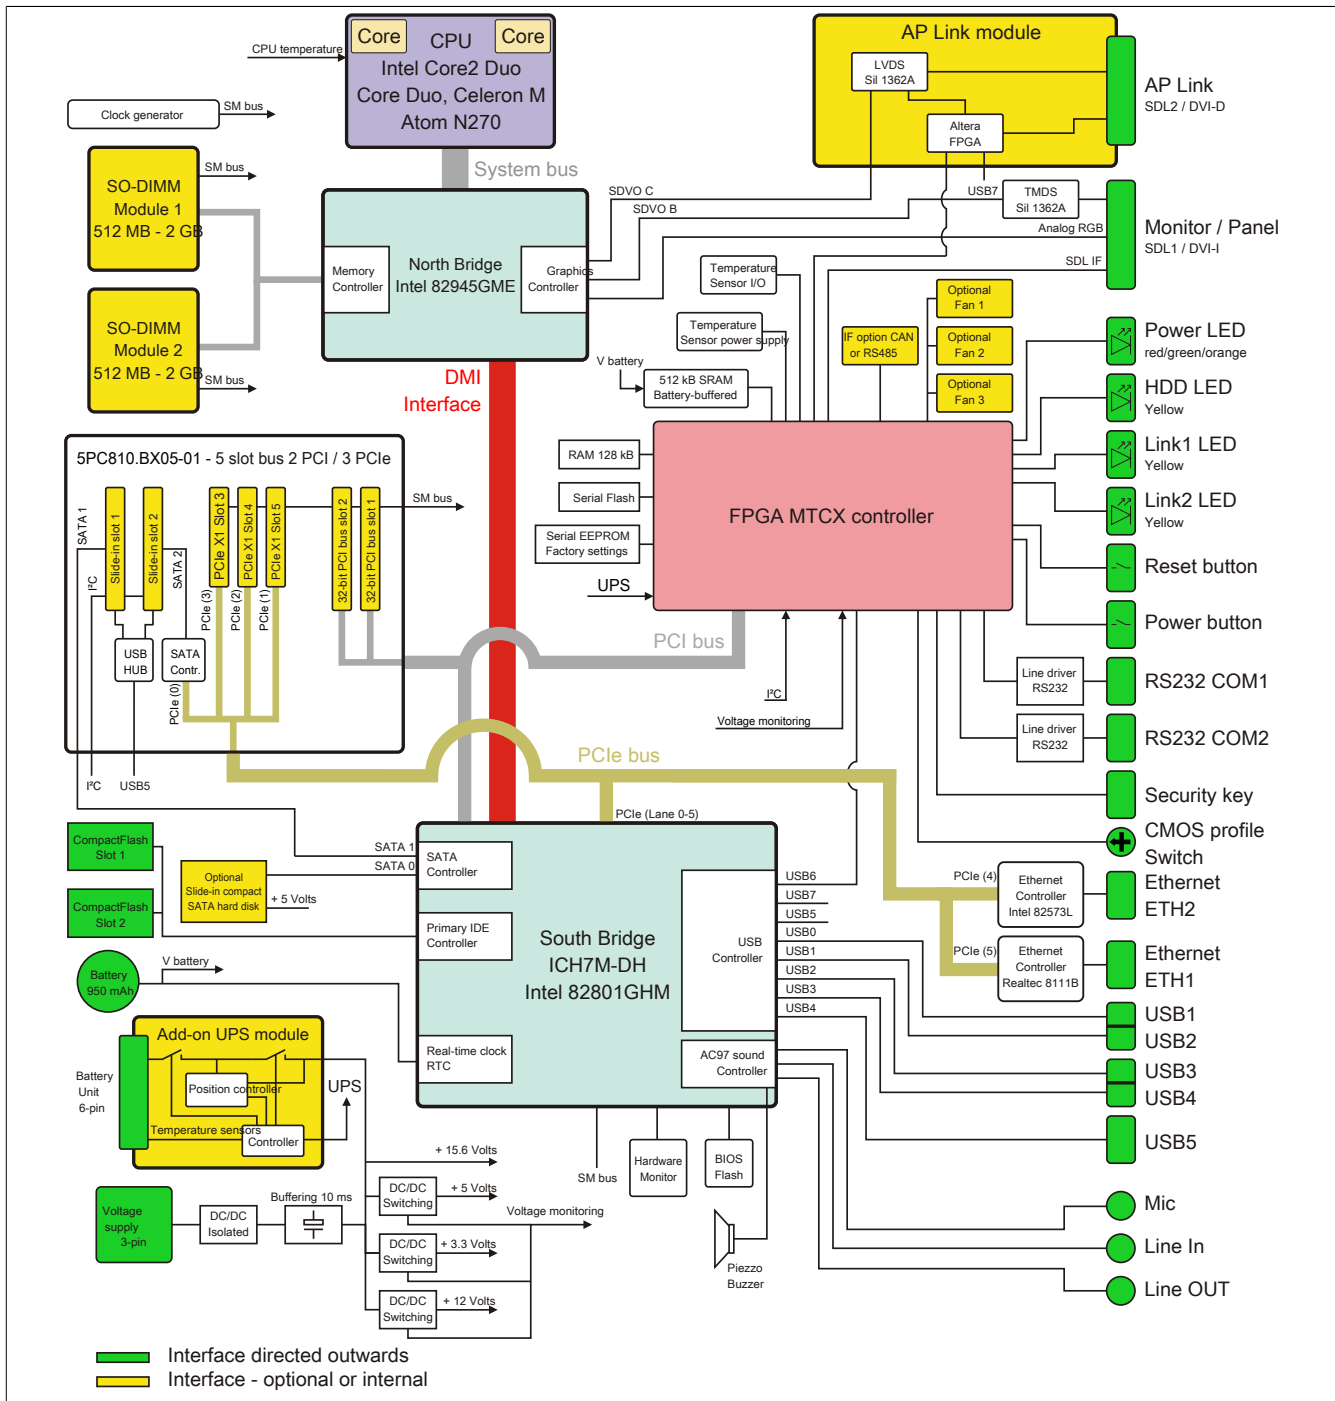 Core
CPU
Core
Intel Core2 Duo
Core Duo, Celeron M
Atom N270
CPU temperature
Clock generator
SM bus
SO-DIMM
Module 1
512 MB - 2 GB
SM bus
SO-DIMM
Module 2
512 MB - 2 GB
SM bus
System bus
Memory
Controller
North Bridge
Intel 82945GME
Graphics
Controller
DMI
Interface
AP Link module
LVDS
Sil 1362A
Altera
FPGA
AP Link
SDL2 / DVI-D
SDVO C
SDVO B
USB7
TMDS
Sil 1362A
Analog RGB
SDL IF
Monitor / Panel
SDL1 / DVI-I
Temperature
Sensor I/O
Temperature
Sensor power supply
V battery
512 kB SRAM
Battery-buffered
IF option CAN
or RS485
Optional
Fan 1
Optional
Fan 2
Optional
Fan 3
Power LED
red/green/orange
HDD LED
Yellow
Link1 LED
Yellow
Link2 LED
Yellow
Reset button
Power button
RAM 128 kB
Serial Flash
Serial EEPROM
Factory settings
UPS
FPGA MTCX controller
I²C
Voltage monitoring
Line driver
RS232
RS232 COM1
Line driver
RS232
RS232 COM2
Security key
CMOS profile
Switch
5PC810.BX05-01 - 5 slot bus 2 PCI / 3 PCIe
SATA 1
Slide-in slot 1
Slide-in slot 2
SATA 2
PCIe X1 Slot 3
PCIe X1 Slot 4
PCIe X1 Slot 5
32-bit PCI bus slot 2
32-bit PCI bus slot 1
SM bus
I²C
PCIe (3)
PCIe (2)
PCIe (1)
USB
HUB
SATA
Contr.
PCIe (0)
I²C
USB5
PCI bus
PCIe bus
PCIe (Lane 0-5)
CompactFlash
Slot 1
CompactFlash
Slot 2
Optional
Slide-in compact
SATA hard disk
+ 5 Volts
SATA 1
SATA 0
SATA
Controller
Primary IDE
Controller
Real-time clock
RTC
South Bridge
ICH7M-DH
Intel 82801GHM
USB
Controller
AC97 sound
Controller
USB6
USB7
USB5
USB0
USB1
USB2
USB3
USB4
PCIe (4)
Ethernet
Controller
Intel 82573L
Ethernet
ETH2
PCIe (5)
Ethernet
Controller
Realtec 8111B
Ethernet
ETH1
USB1
USB2
USB3
USB4
USB5
Mic
Line In
Line OUT
Battery
950 mAh
V battery
Add-on UPS module
Battery
Unit
6-pin
Position controller
Temperature sensors
Controller
UPS
SM bus
Hardware
Monitor
BIOS
Flash
Piezzo
Buzzer
Voltage
supply
3-pin
DC/DC
Isolated
Buffering 10 ms
+ 15.6 Volts
DC/DC
Switching
+ 5 Volts
Voltage monitoring
DC/DC
Switching
+ 3.3 Volts
DC/DC
Switching
+ 12 Volts
Interface directed outwards
Interface - optional or internal